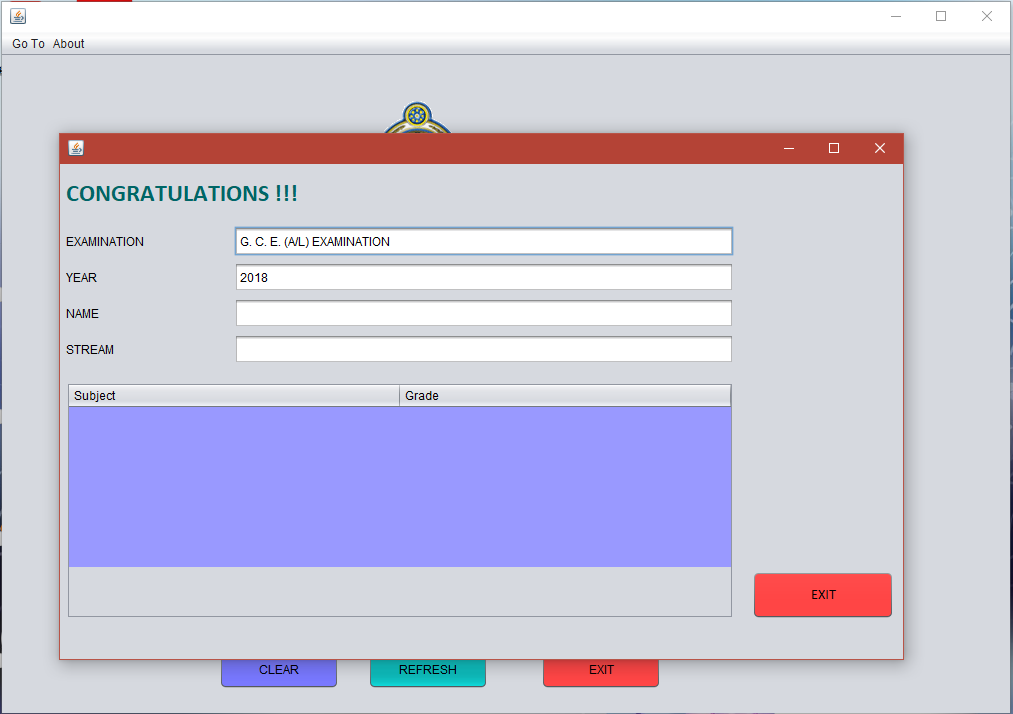 Go To About
CONGRATULATIONS !!!
EXAMINATION G. C. E. (A/L) EXAMINATION
YEAR 2018
NAME
STREAM
Subject Grade
EXIT
CLEAR REFRESH EXIT